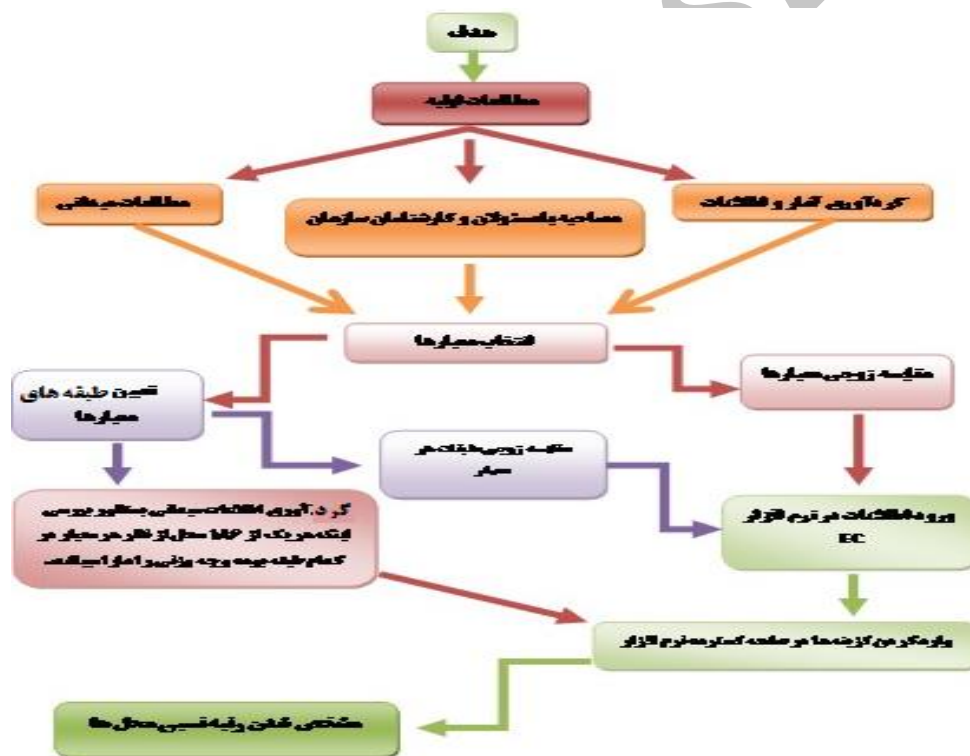 هدف
مطالعات اولیه
گردآوری آمار و اطلاعات
مصاحبه با مسئولان و کارشناسان سازمان
مطالعات میدانی
انتخاب معیارها
مقایسه زوجی معیارها
تعیین طبقه های
معیارها
مقایسه زوجی طبقات هر
معیار
ورود اطلاعات در نرم افزار
EC
گردآوری اطلاعات میدانی بمنظور بررسی
اینکه هر یک از محل از نظر هر معیار در
کدام طبقه بوده و چه وزنی را دارا میباشد.
وارد کردن گزینه‌ها در صفحه گسترده نرم افزار
مشخص شدن رتبه نسبی محل ها